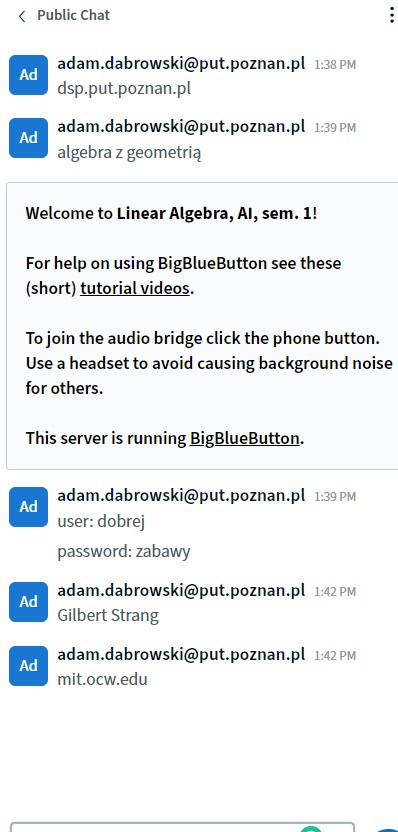 Public Chat
Ad
adam.dabrowski@put.poznan.pl 1:38 PM
dsp.put.poznan.pl
Ad
adam.dabrowski@put.poznan.pl 1:39 PM
algebra z geometrią
Welcome to Linear Algebra, AI, sem. 1!
For help on using BigBlueButton see these
(short) tutorial videos.
To join the audio bridge click the phone button.
Use a headset to avoid causing background noise
for others.
This server is running BigBlueButton.
Ad
adam.dabrowski@put.poznan.pl 1:39 PM
user: dobrej
password: zabawy
Ad
adam.dabrowski@put.poznan.pl 1:42 PM
Gilbert Strang
Ad
adam.dabrowski@put.poznan.pl 1:42 PM
mit.ocw.edu